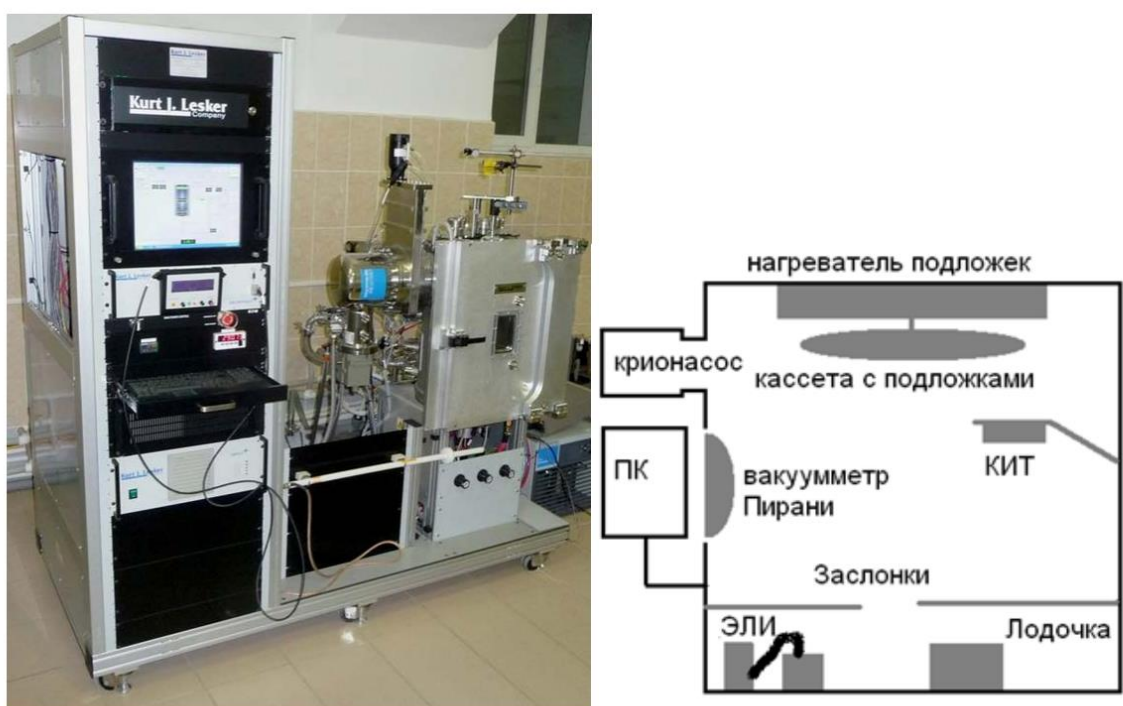 Kurt J. Lesker
Company
нагреватель подложек
крионасос
кассета с подложками
ПК
вакуумметр
Пирани
КИТ
Заслонки
ЭЛИ
Лодочка